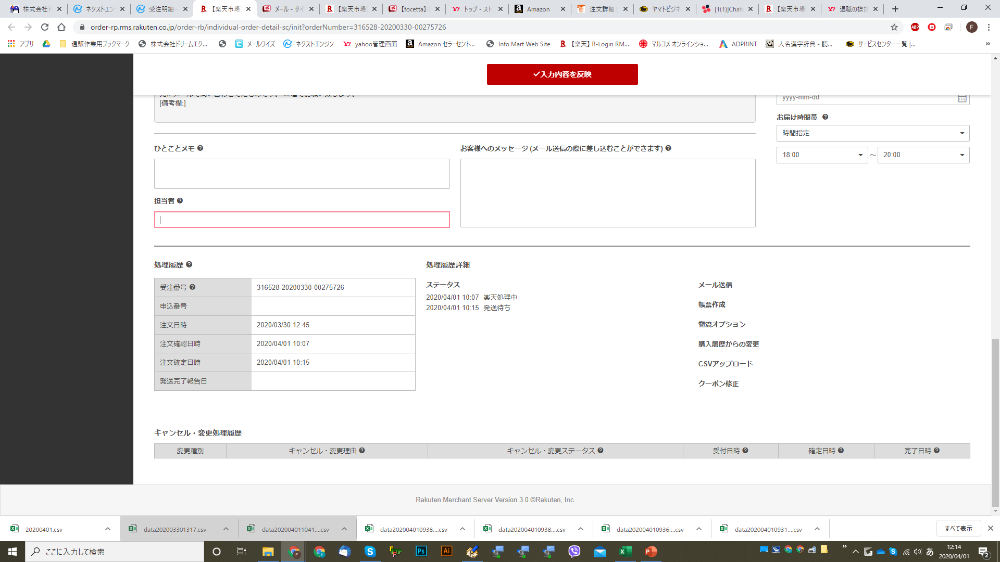 株式会社ド
ネクストエン
受注明細一
【楽天市場】
メール - サイ
【楽天市場】
【focetta】
トップ - スト
Amazon
注文詳細
ヤマトビジネ
[1(1)]Chatw
【楽天市場
退職の挨拶
order-rp.rms.rakuten.co.jp/order-rb/individual-order-detail-sc/init?orderNumber=316528-20200330-00275726
ABP
F
アプリ
通販作業用ブックマーク
株式会社ドリームエク...
メールワイズ
ネクストエンジン
yahoo管理画面
Amazon セラーセント...
Info Mart Web Site
【楽天】R-Login RM...
マルコメ オンラインショ...
ADPRINT
人名漢字辞典 - 読...
サービスセンター一覧 |...
»
入力内容を反映
[備考欄:]
yyyy-mm-dd
お届け時間帯
時間指定
18:00 ～ 20:00
ひとことメモ
お客様へのメッセージ (メール送信の際に差し込むことができます)
担当者
処理履歴
受注番号 316528-20200330-00275726
申込番号
注文日時 2020/03/30 12:45
注文確認日時 2020/04/01 10:07
注文確定日時 2020/04/01 10:15
発送完了報告日
処理履歴詳細
ステータス
2020/04/01 10:07 楽天処理中
2020/04/01 10:15 発送待ち
メール送信
帳票作成
物流オプション
購入履歴からの変更
CSVアップロード
クーポン修正
キャンセル・変更処理履歴
変更種別 キャンセル・変更理由 キャンセル・変更ステータス 受付日時 確定日時 完了日時
Rakuten Merchant Server Version 3.0 ©Rakuten, Inc.
20200401.csv
data202003301317.csv
data202004011041....csv
data202004010938....csv
data202004010938....csv
data202004010936....csv
data202004010931....csv
すべて表示
ここに入力して検索
あ
12:14
2020/04/01
2